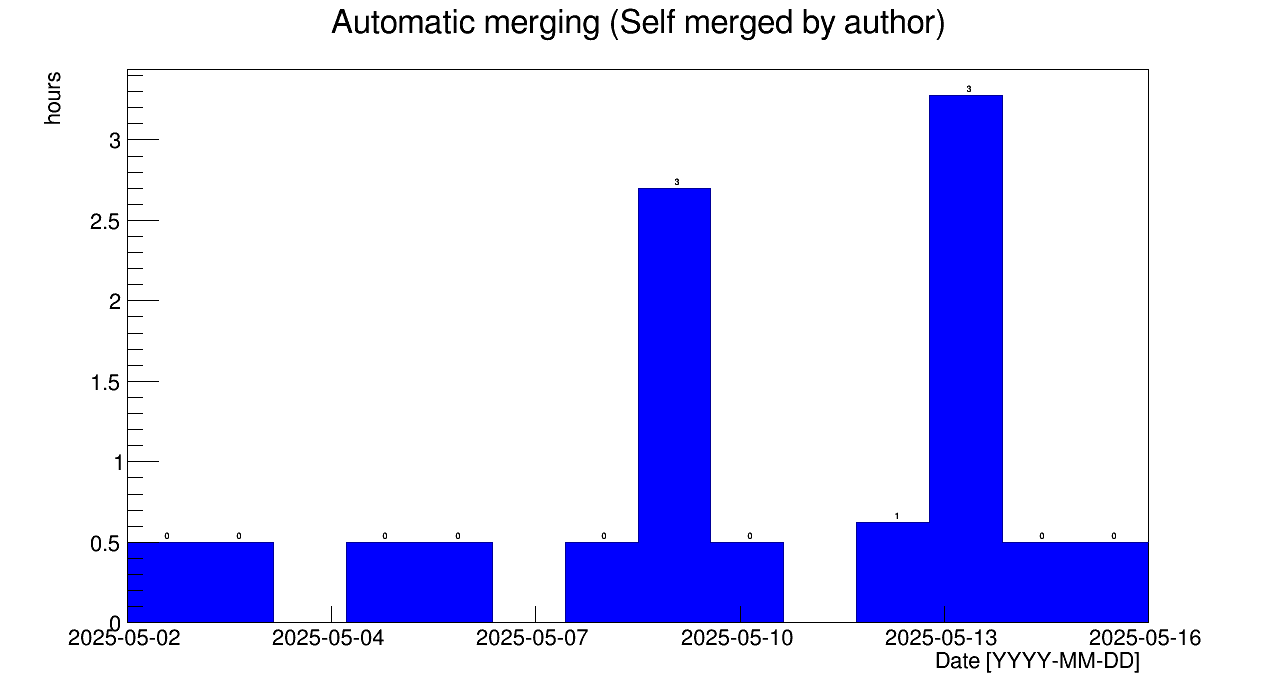 Automatic merging (Self merged by author)
hours
3
2.5
2
1.5
1
0.5
0
0 0 0 0 0 3 0 1 3 0 0
2025-05-02 2025-05-04 2025-05-07 2025-05-10 2025-05-13 2025-05-16
Date [YYYY-MM-DD]